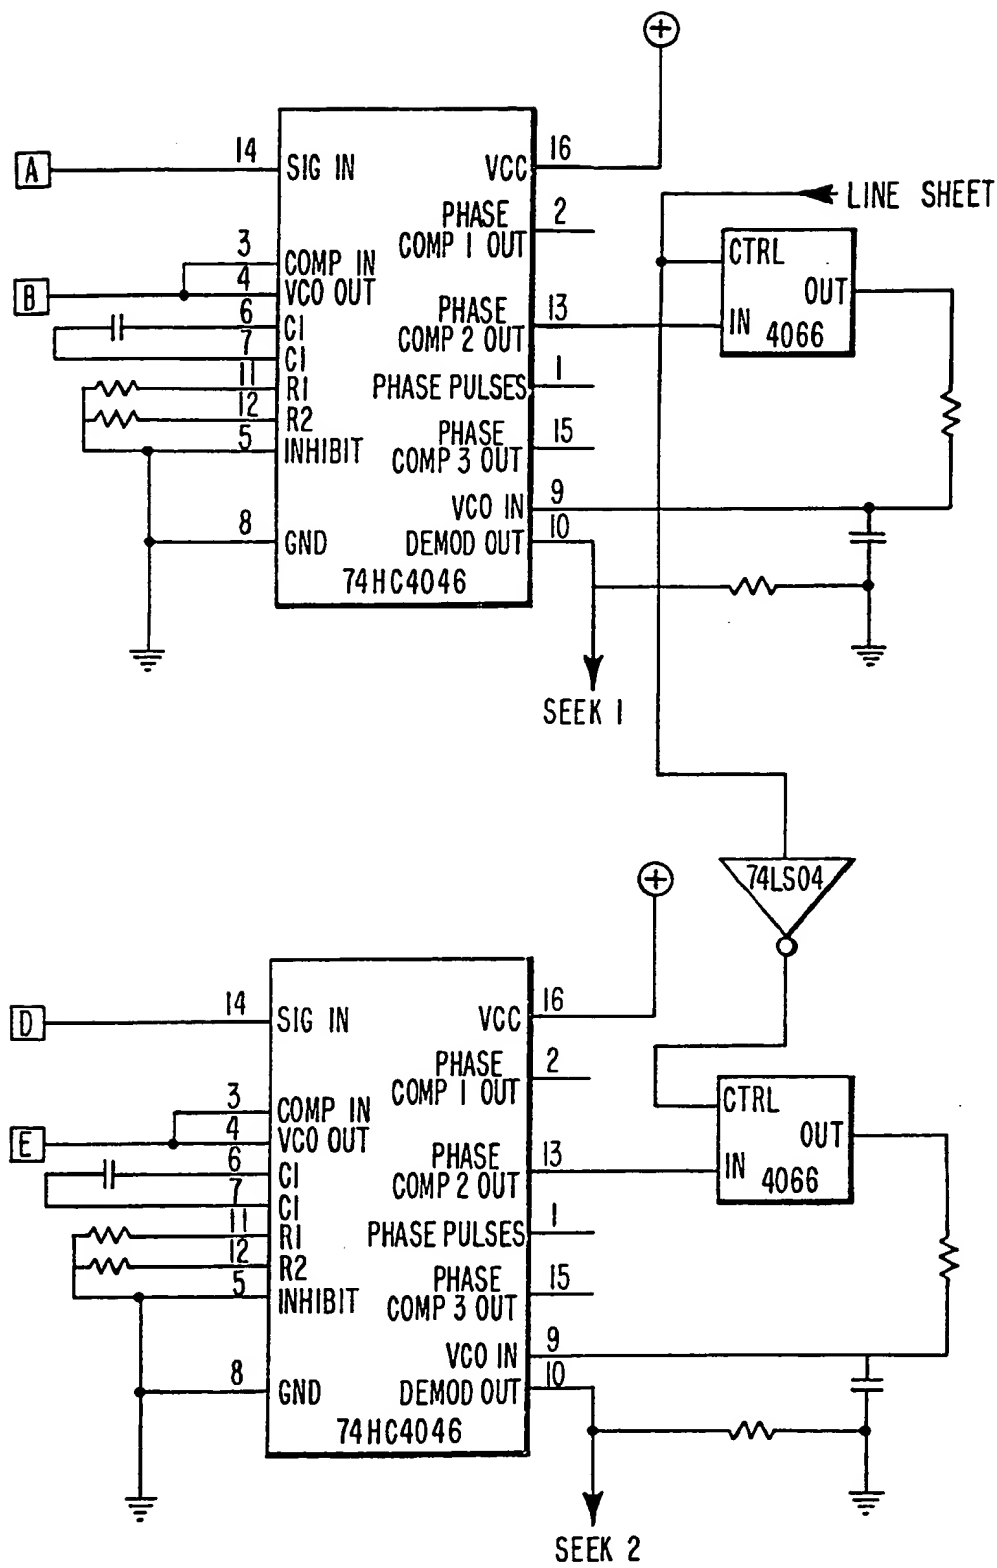 A
14
SIG IN
VCC
16
LINE SHEET
PHASE
COMP 1 OUT
2
CTRL
OUT
IN
4066
B
3
COMP IN
4
VCO OUT
6
C1
7
C1
PHASE
COMP 2 OUT
13
11
R1
PHASE PULSES
1
12
R2
5
INHIBIT
PHASE
COMP 3 OUT
15
VCO IN
9
8
GND
DEMOD OUT
10
74HC4046
SEEK 1
74LS04
D
14
SIG IN
VCC
16
PHASE
COMP 1 OUT
2
CTRL
OUT
IN
4066
E
3
COMP IN
4
VCO OUT
6
C1
7
C1
PHASE
COMP 2 OUT
13
11
R1
PHASE PULSES
1
12
R2
5
INHIBIT
PHASE
COMP 3 OUT
15
VCO IN
9
8
GND
DEMOD OUT
10
74HC4046
SEEK 2